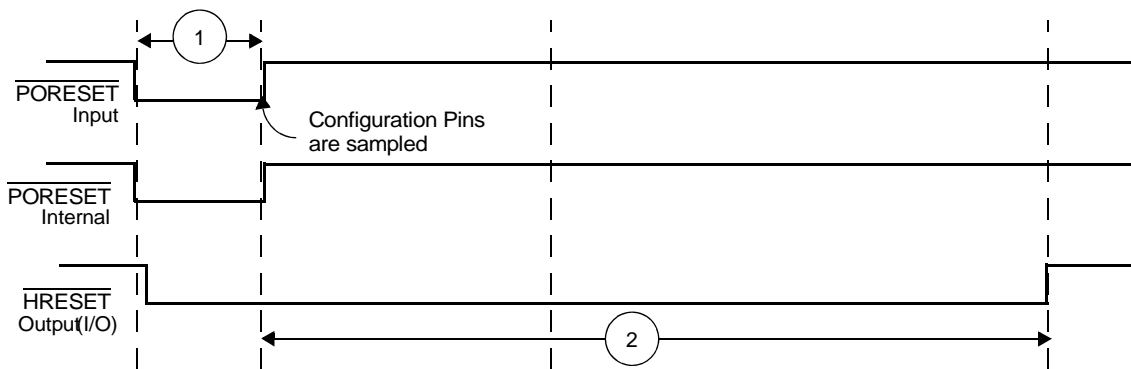 1
PORESET
Input
Configuration Pins
are sampled
PORESET
Internal
HRESET
Output(I/O)
2